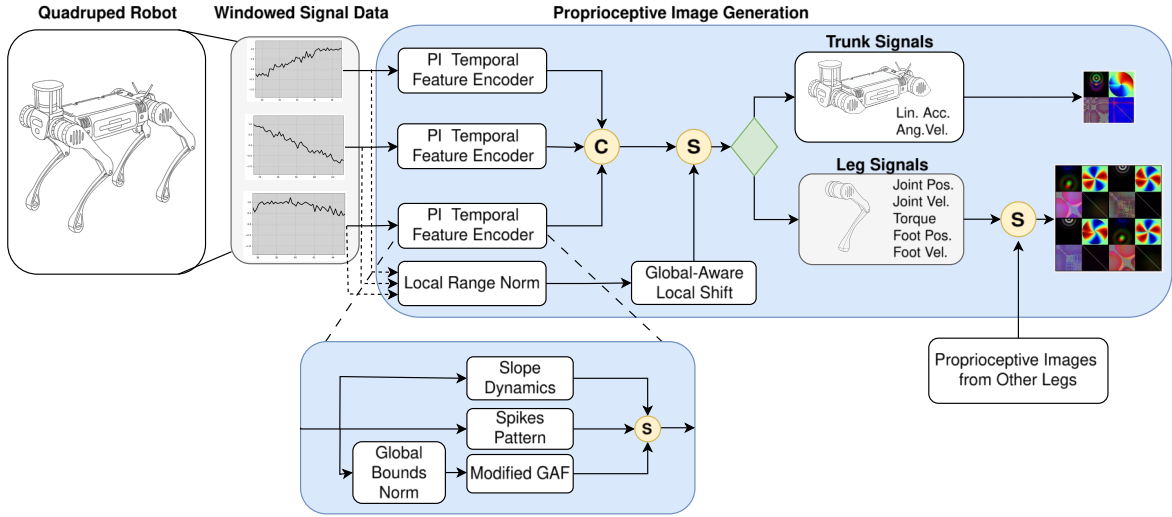 Quadruped Robot
Windowed Signal Data
Proprioceptive Image Generation
PI Temporal
Feature Encoder
PI Temporal
Feature Encoder
PI Temporal
Feature Encoder
Local Range Norm
C
S
Global-Aware
Local Shift
Trunk Signals
Lin. Acc.
Ang.Vel.
Leg Signals
Joint Pos.
Joint Vel.
Torque
Foot Pos.
Foot Vel.
S
Proprioceptive Images
from Other Legs
Slope
Dynamics
Spikes
Pattern
Global
Bounds
Norm
Modified GAF
S